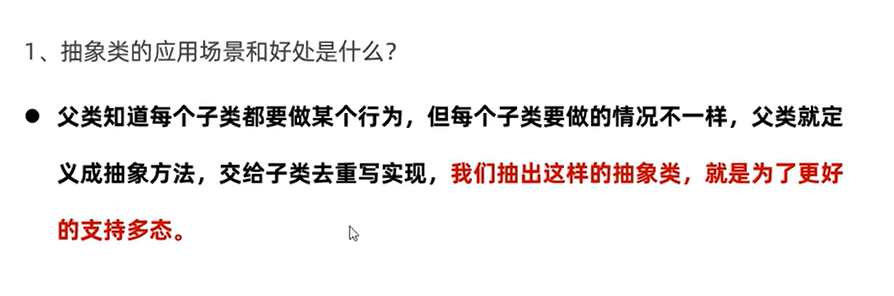 1、抽象类的应用场景和好处是什么？
● 父类知道每个子类都要做某个行为，但每个子类要做的情况不一样，父类就定
义成抽象方法，交给子类去重写实现，我们抽出这样的抽象类，就是为了更好
的支持多态。